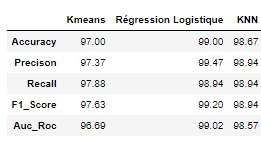 Kmeans Régression Logistique KNN
Accuracy 97.00 99.00 98.67
Precison 97.37 99.47 98.94
Recall 97.88 98.94 98.94
F1_Score 97.63 99.20 98.94
Auc_Roc 96.69 99.02 98.57